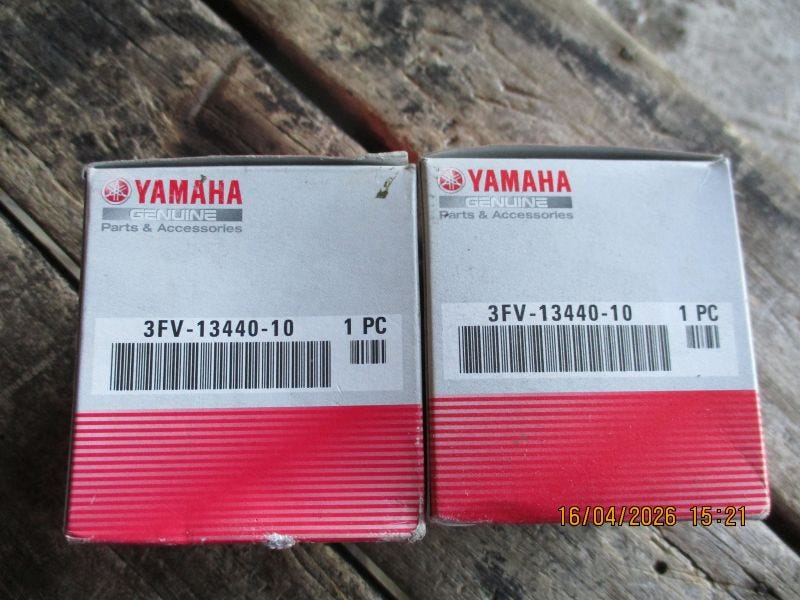 YAMAHA
GENUINE
Parts & Accessories
3FV-13440-10 1 PC
YAMAHA
GENUINE
Parts & Accessories
3FV-13440-10 1 PC
16/04/2026 15:21